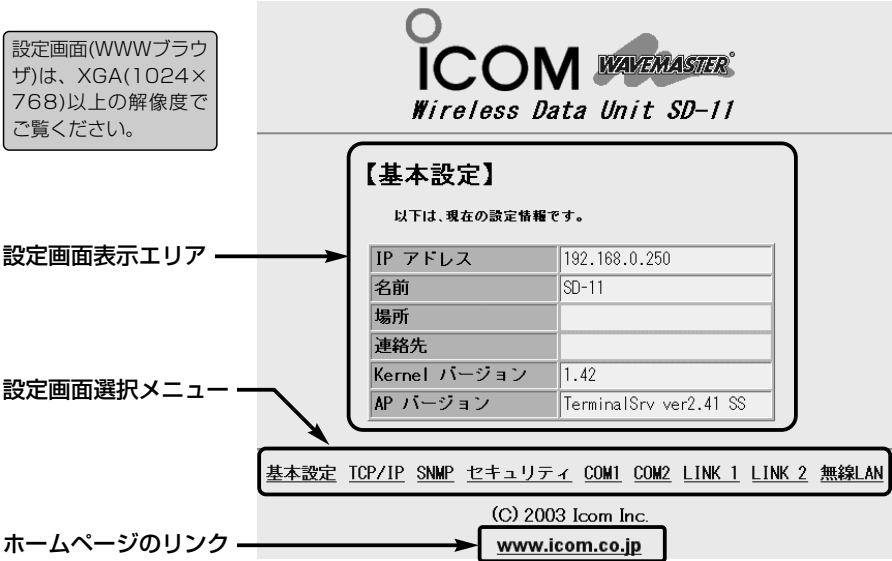 設定画面(WWWブラウ
ザ)は、XGA(1024×
768)以上の解像度で
ご覧ください。
ICOM WAVEMASTER®
Wireless Data Unit SD-11
【基本設定】
以下は、現在の設定情報です。
設定画面表示エリア
IP アドレス 192.168.0.250
名前 SD-11
場所
連絡先
Kernel バージョン 1.42
AP バージョン TerminalSrv ver2.41 SS
設定画面選択メニュー
基本設定 TCP/IP SNMP セキュリティ COM1 COM2 LINK 1 LINK 2 無線LAN
(C) 2003 Icom Inc.
ホームページのリンク
www.icom.co.jp